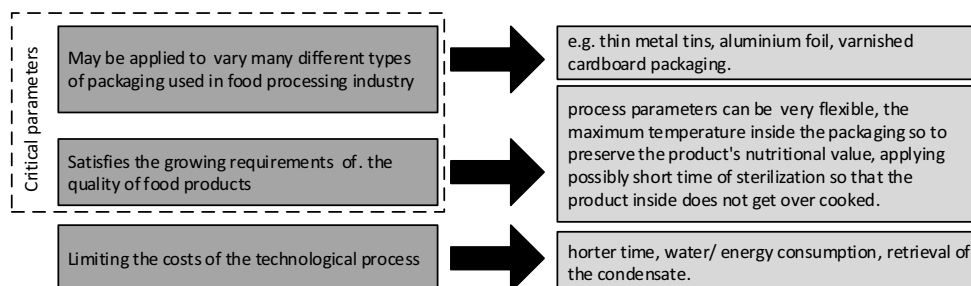 Critical parameters
May be applied to vary many different types
of packaging used in food processing industry
e.g. thin metal tins, aluminium foil, varnished
cardboard packaging.
Satisfies the growing requirements of. the
quality of food products
process parameters can be very flexible, the
maximum temperature inside the packaging so to
preserve the product's nutritional value, applying
possibly short time of sterilization so that the
product inside does not get over cooked.
Limiting the costs of the technological process
horter time, water/ energy consumption, retrieval of
the condensate.